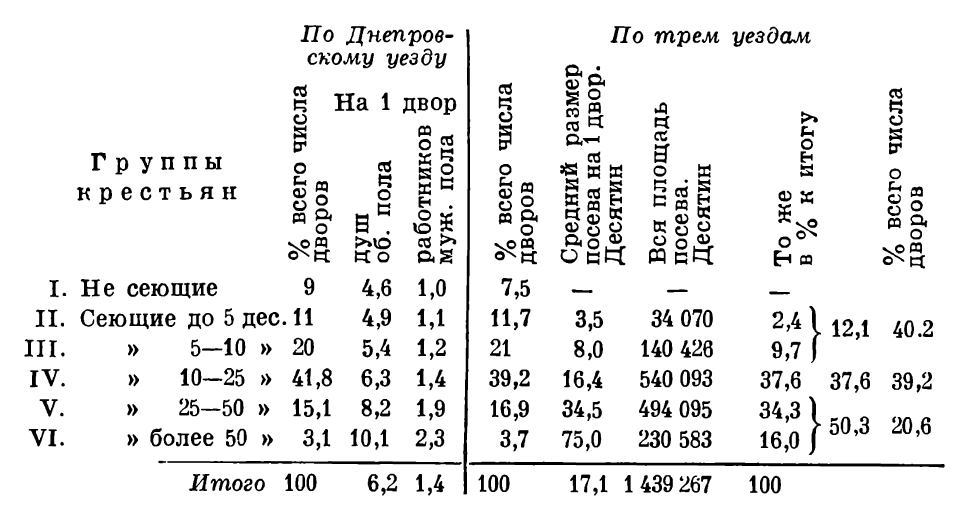 По Днепров-
скому уезду
По трем уездам
Группы
крестьян
% всего числа
дворов
На 1 двор
душ
об. пола
работников
муж. пола
% всего числа
дворов
Средний размер
посева на 1 двор.
Десятин
Вся площадь
посева.
Десятин
То же
в % к итогу
% всего числа
дворов
I. Не сеющие 9 4,6 1,0 7,5 — — —
II. Сеющие до 5 дес. 11 4,9 1,1 11,7 3,5 34 070 2,4
12,1 40.2
III. » 5—10 » 20 5,4 1,2 21 8,0 140 426 9,7
IV. » 10—25 » 41,8 6,3 1,4 39,2 16,4 540 093 37,6 37,6 39,2
V. » 25—50 » 15,1 8,2 1,9 16,9 34,5 494 095 34,3
50,3 20,6
VI. » более 50 » 3,1 10,1 2,3 3,7 75,0 230 583 16,0
Итого 100 6,2 1,4 100 17,1 1 439 267 100